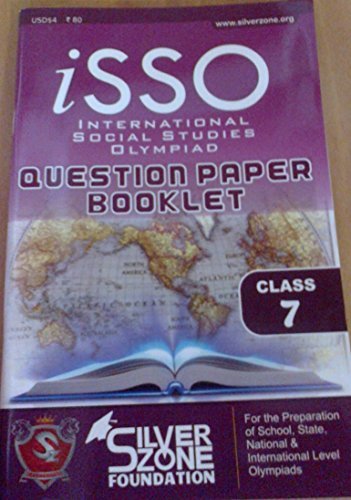 USD$4 ₹ 80 www.silverzone.org
iSSO
INTERNATIONAL
SOCIAL STUDIES
OLYMPIAD
QUESTION PAPER
BOOKLET
CLASS
7
SILVER
ZONE
FOUNDATION
For the Preparation
of School, State,
National &
International Level
Olympiads